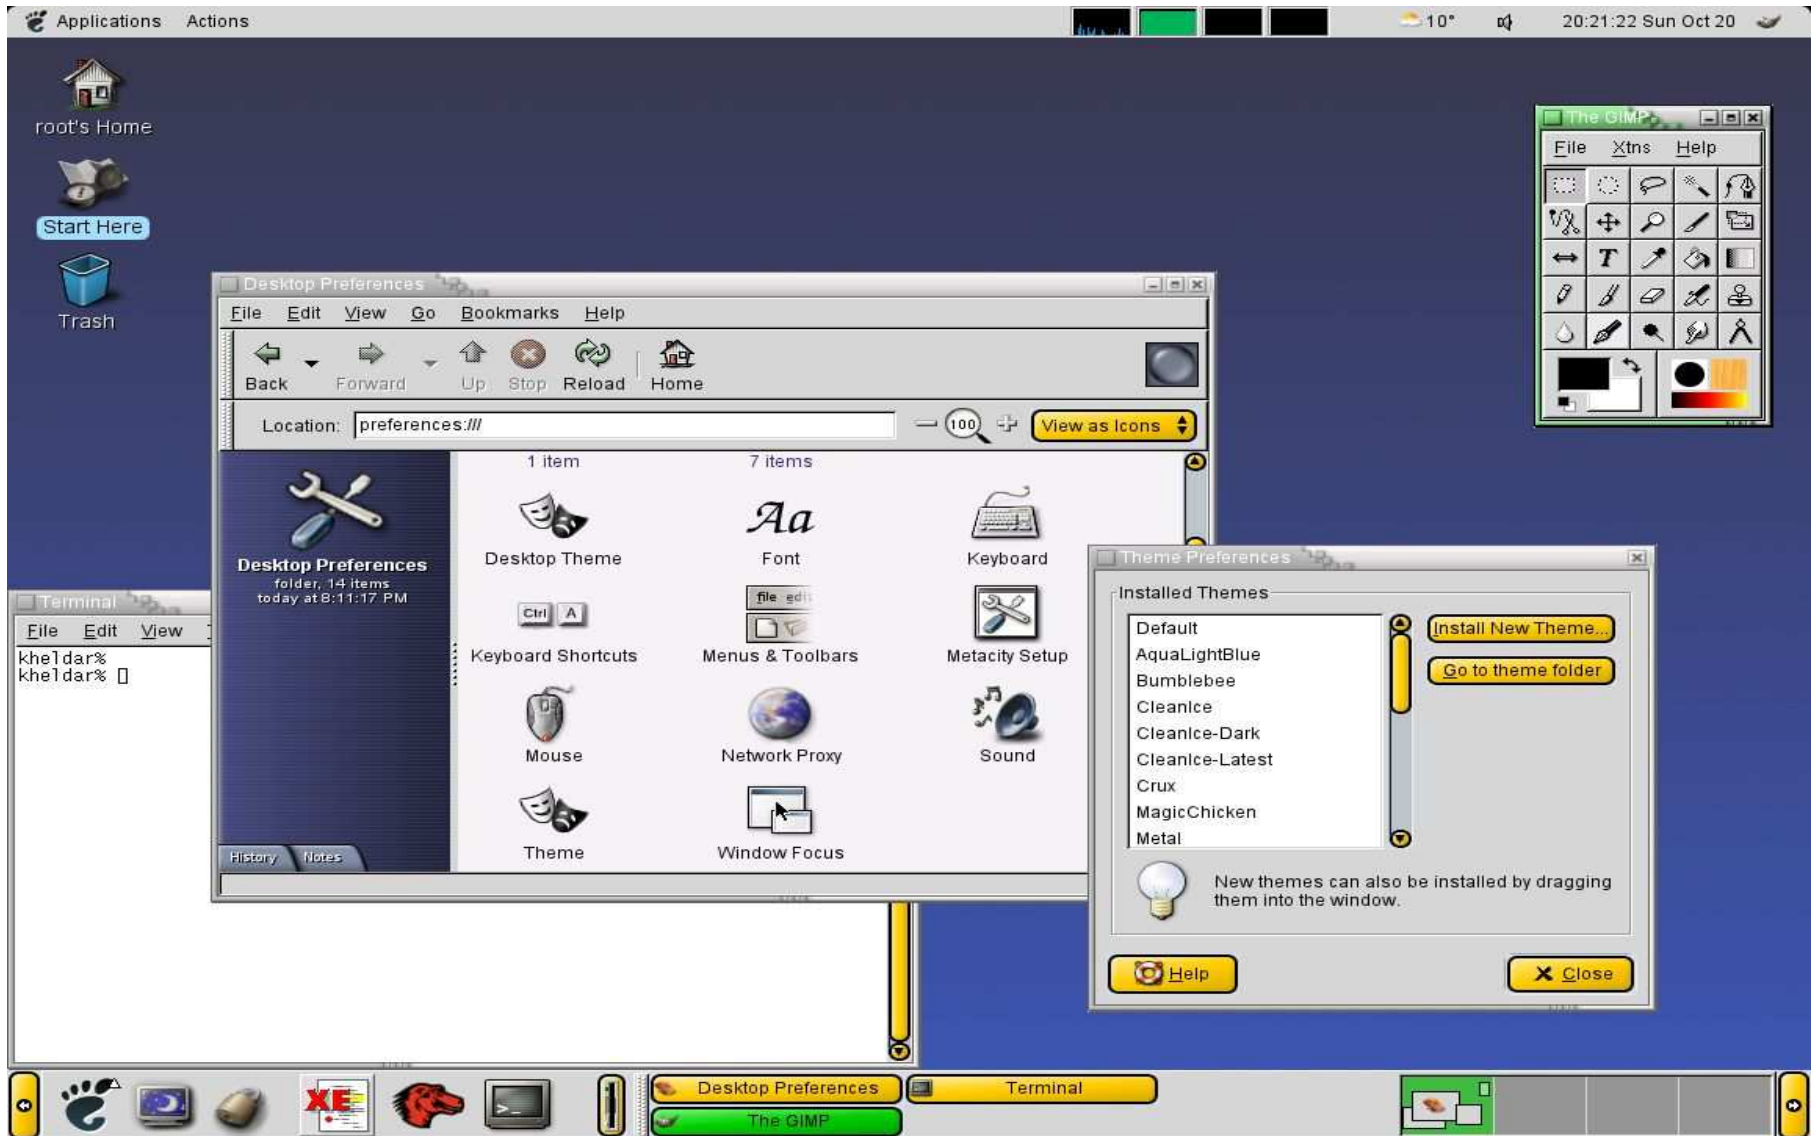 Applications Actions
10° 20:21:22 Sun Oct 20
root's Home
Start Here
Trash
The GIMP
File Xtns Help
Desktop Preferences
File Edit View Go Bookmarks Help
Back Forward Up Stop Reload Home
Location: preferences:/// 100 View as Icons
1 item 7 items
Desktop Preferences
folder, 14 items
today at 8:11:17 PM
History Notes
Aa
Desktop Theme Font Keyboard
Ctrl A file edit
Keyboard Shortcuts Menus & Toolbars Metacity Setup
Mouse Network Proxy Sound
Theme Window Focus
Terminal
File Edit View
kheldar%
kheldar%
Theme Preferences
Installed Themes
Default
AquaLightBlue
Bumblebee
CleanIce
CleanIce-Dark
CleanIce-Latest
Crux
MagicChicken
Metal
Install New Theme...
Go to theme folder
New themes can also be installed by dragging
them into the window.
Help Close
XE
>_
Desktop Preferences Terminal
The GIMP